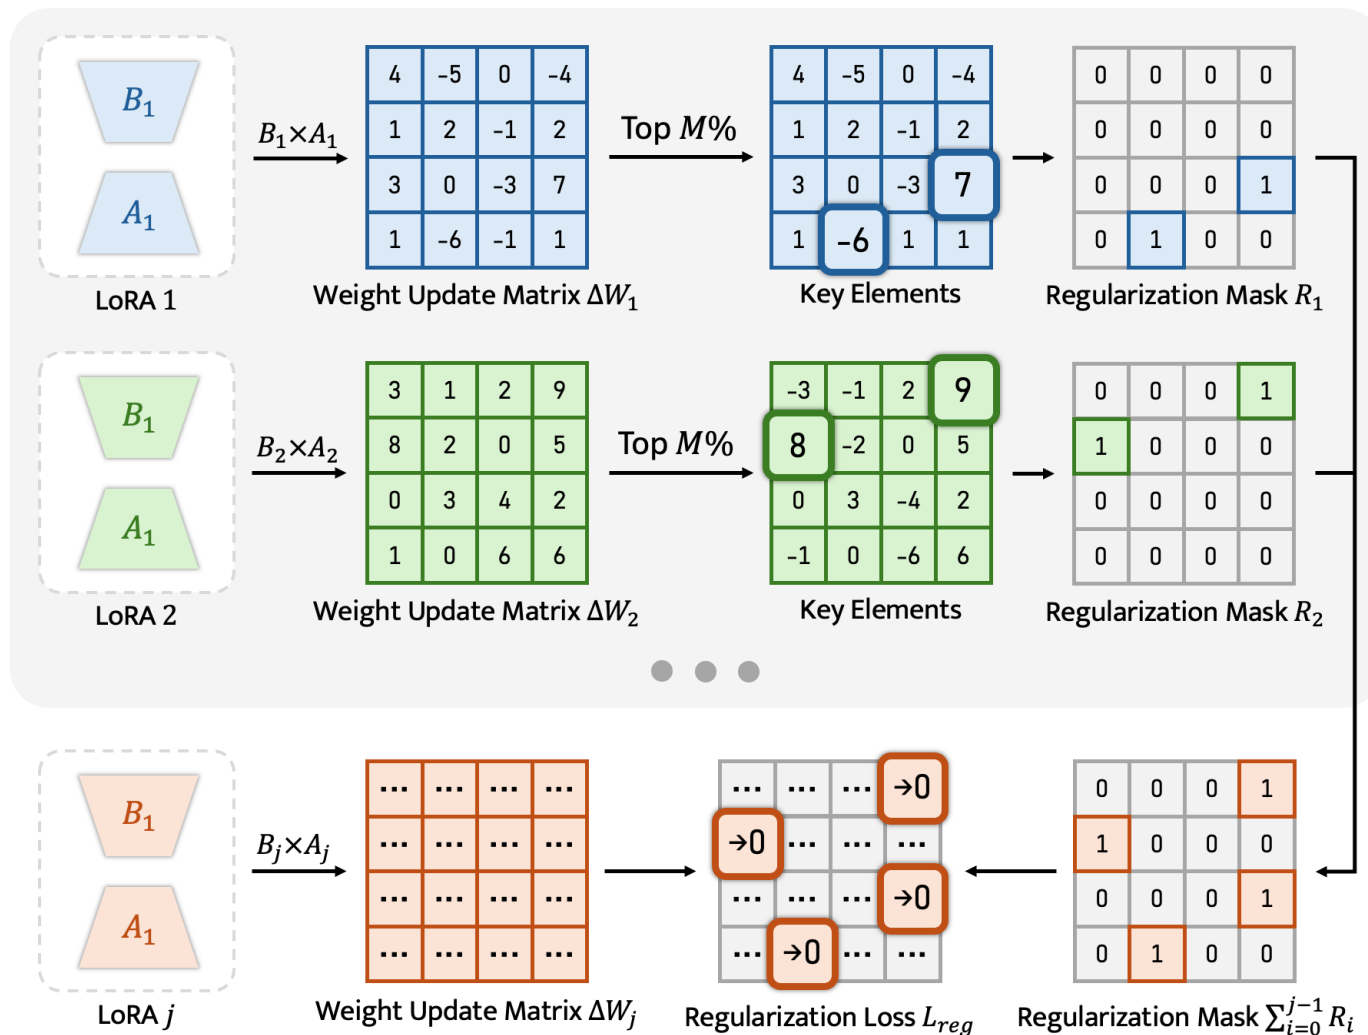 B₁
A₁
LoRA 1
B₁×A₁
4 -5 0 -4
1 2 -1 2
3 0 -3 7
1 -6 -1 1
Weight Update Matrix ΔW₁
Top M%
4 -5 0 -4
1 2 -1 2
3 0 -3 7
1 -6 1 1
Key Elements
0 0 0 0
0 0 0 0
0 0 0 1
0 1 0 0
Regularization Mask R₁
B₁
A₁
LoRA 2
B₂×A₂
3 1 2 9
8 2 0 5
0 3 4 2
1 0 6 6
Weight Update Matrix ΔW₂
Top M%
-3 -1 2 9
8 -2 0 5
0 3 -4 2
-1 0 -6 6
Key Elements
0 0 0 1
1 0 0 0
0 0 0 0
0 0 0 0
Regularization Mask R₂
B₁
A₁
LoRA j
Bⱼ×Aⱼ
... ... ... ...
... ... ... ...
... ... ... ...
... ... ... ...
Weight Update Matrix ΔWⱼ
... ... ... →0
→0 ... ... ...
... ... ... →0
... →0 ... ...
Regularization Loss L_reg
0 0 0 1
1 0 0 0
0 0 0 1
0 1 0 0
Regularization Mask ∑_{i=0}^{j−1} Rᵢ